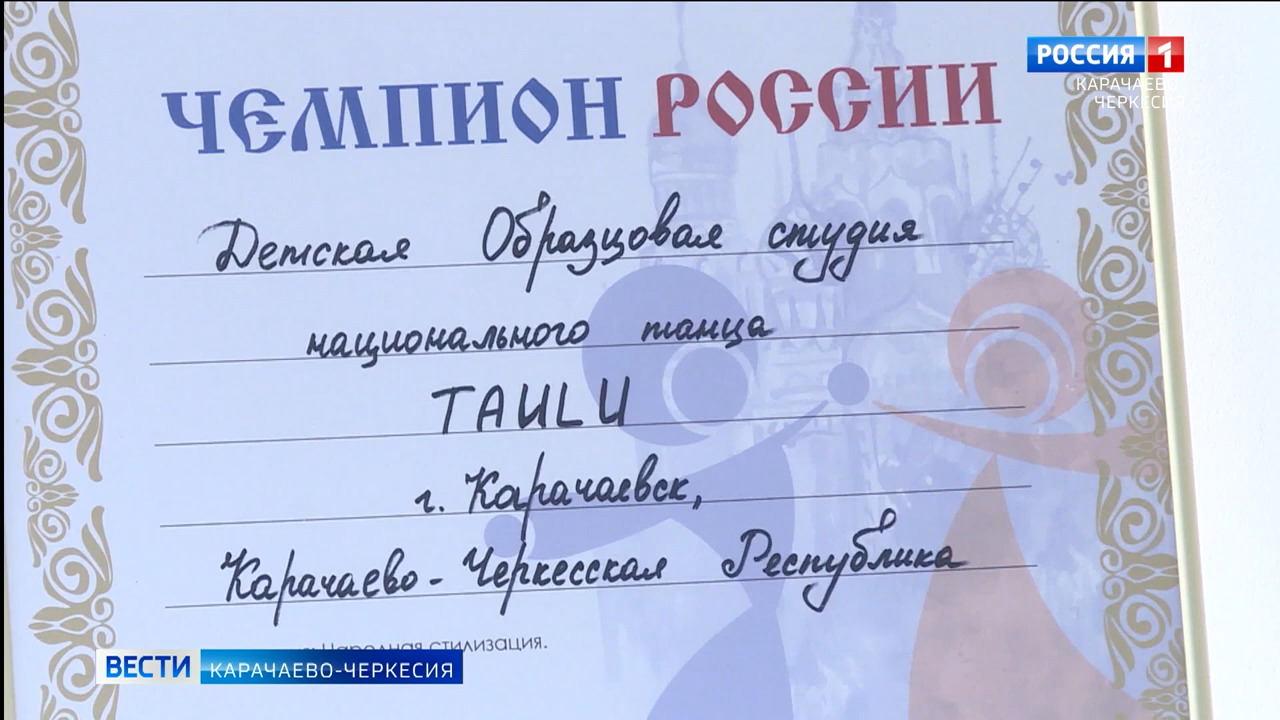 РОССИЯ 1
КАРАЧАЕВО
ЧЕРКЕСИЯ
ЧЕМПИОН РОССИИ
Детская Образцовая студия
национального танца
TAULU
г. Карачаевск,
Карачаево-Черкесская Республика
Народная стилизация.
ВЕСТИ КАРАЧАЕВО-ЧЕРКЕСИЯ